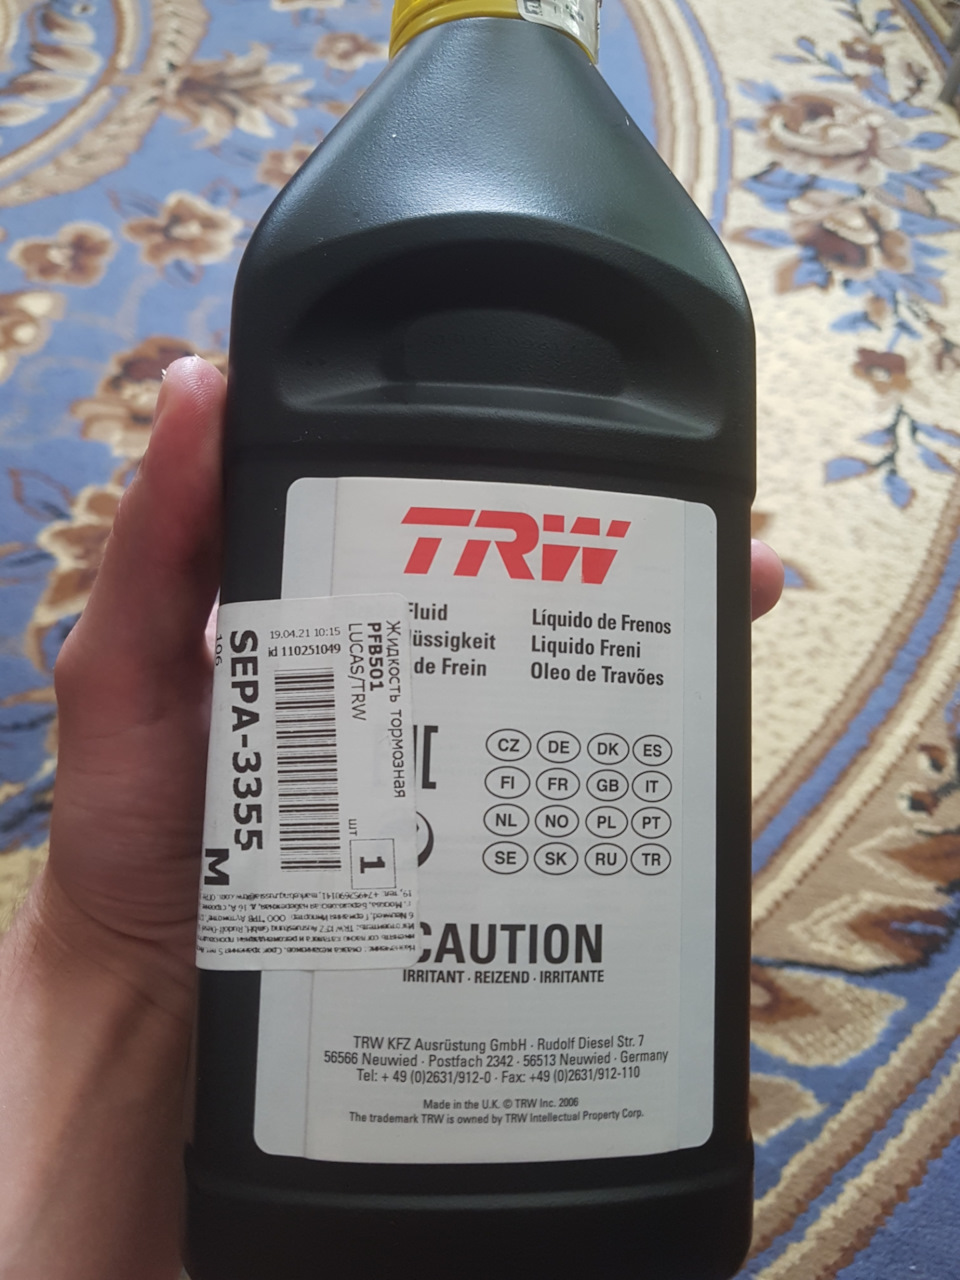 TRW
Fluid
lüssigkeit
de Frein
Líquido de Frenos
Liquido Freni
Oleo de Travões
CZ DE DK ES
FI FR GB IT
NL NO PL PT
SE SK RU TR
CAUTION
IRRITANT · REIZEND · IRRITANTE
TRW KFZ Ausrüstung GmbH · Rudolf Diesel Str. 7
56566 Neuwied · Postfach 2342 · 56513 Neuwied · Germany
Tel: + 49 (0)2631/912-0 · Fax: +49 (0)2631/912-110
Made in the U.K. © TRW Inc. 2006
The trademark TRW is owned by TRW Intellectual Property Corp.
Жидкость тормозная
PFB501
LUCAS/TRW
19.04.21 10:15
id 110251049
SEPA-3355
106
M
шт
1